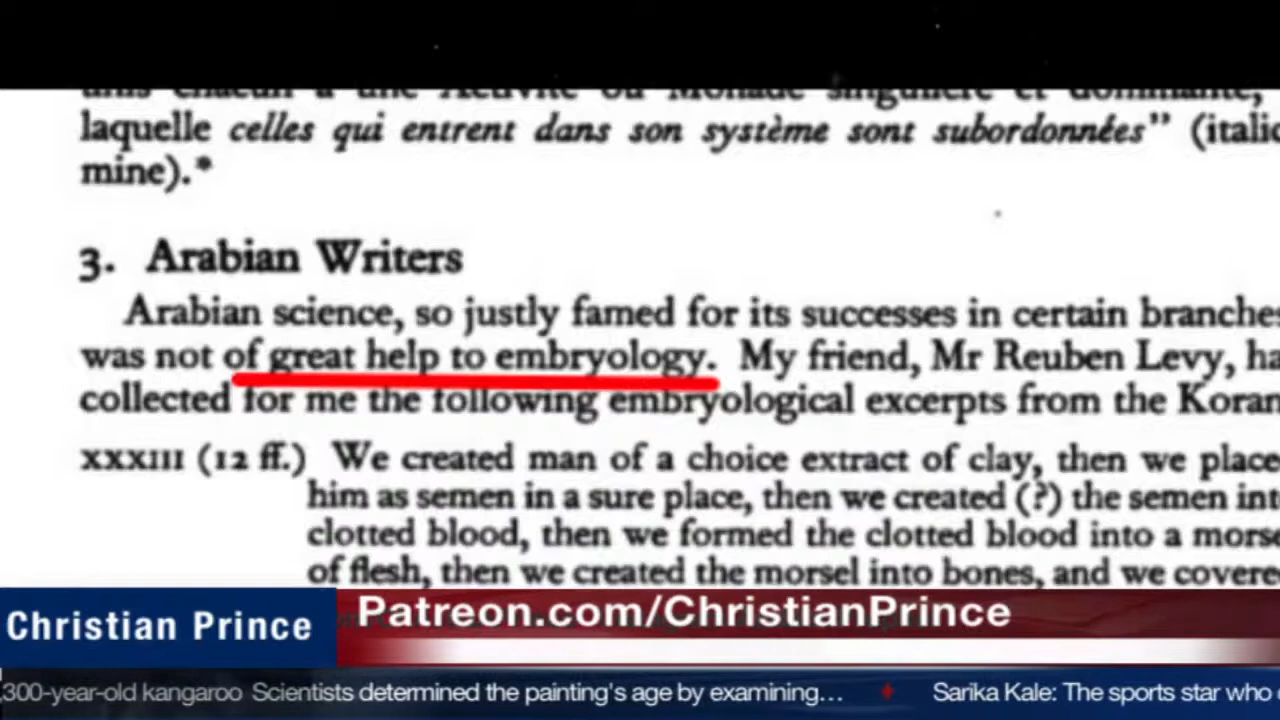 laquelle celles qui entrent dans son système sont subordonnées” (italic
mine).*
3. Arabian Writers
Arabian science, so justly famed for its successes in certain branches
was not of great help to embryology. My friend, Mr Reuben Levy, ha
collected for me the following embryological excerpts from the Koran
XXXIII (12 ff.) We created man of a choice extract of clay, then we place
him as semen in a sure place, then we created (?) the semen int
clotted blood, then we formed the clotted blood into a morse
of flesh, then we created the morsel into bones, and we covere
Christian Prince
Patreon.com/ChristianPrince
300-year-old kangaroo Scientists determined the painting's age by examining... Sarika Kale: The sports star who